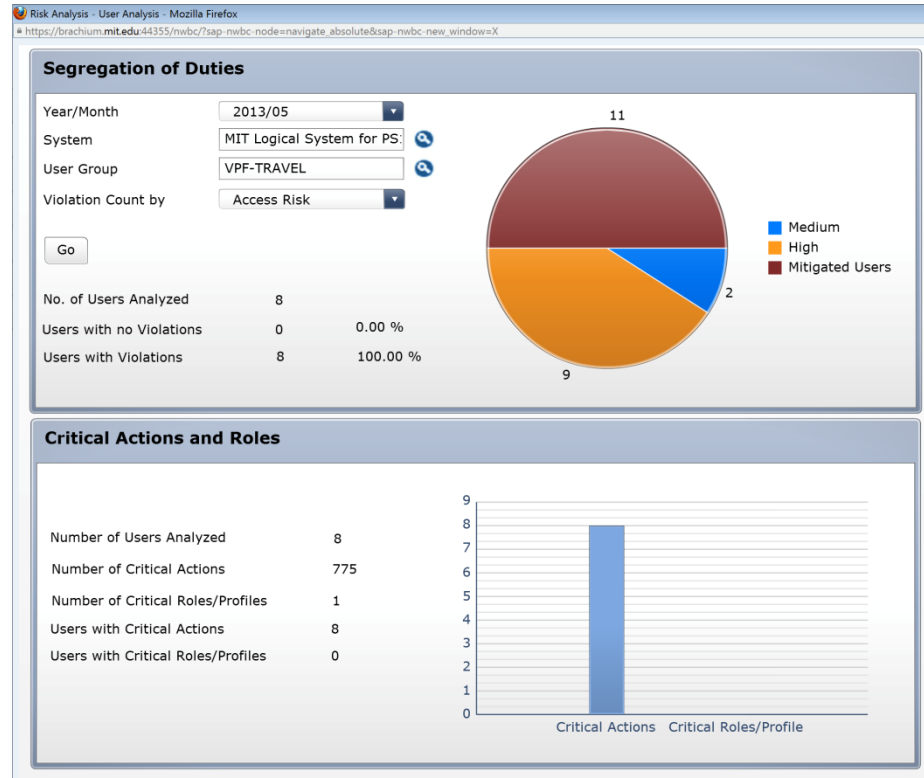 Risk Analysis - User Analysis - Mozilla Firefox
https://brachium.mit.edu:44355/nwbc/?sap-nwbc-node=navigate_absolute&sap-nwbc-new_window=X
Segregation of Duties
Year/Month 2013/05
System MIT Logical System for PS:
User Group VPF-TRAVEL
Violation Count by Access Risk
Go
No. of Users Analyzed 8
Users with no Violations 0 0.00 %
Users with Violations 8 100.00 %
11
2
9
Medium
High
Mitigated Users
Critical Actions and Roles
Number of Users Analyzed 8
Number of Critical Actions 775
Number of Critical Roles/Profiles 1
Users with Critical Actions 8
Users with Critical Roles/Profiles 0
9
8
7
6
5
4
3
2
1
0
Critical Actions Critical Roles/Profile